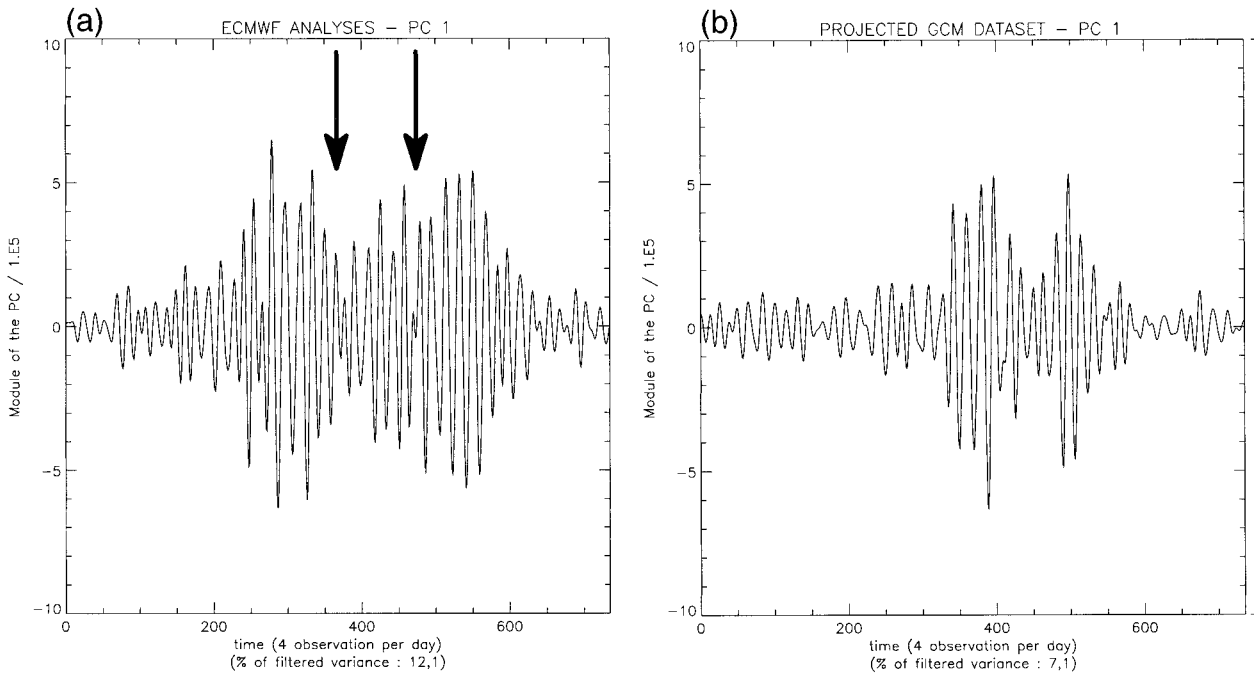 (a)
ECMWF ANALYSES – PC 1
10
5
0
−5
−10
Module of the PC / 1.E5
0 200 400 600
time (4 observation per day)
(% of filtered variance : 12,1)
(b)
PROJECTED GCM DATASET – PC 1
10
5
0
−5
−10
Module of the PC / 1.E5
0 200 400 600
time (4 observation per day)
(% of filtered variance : 7,1)